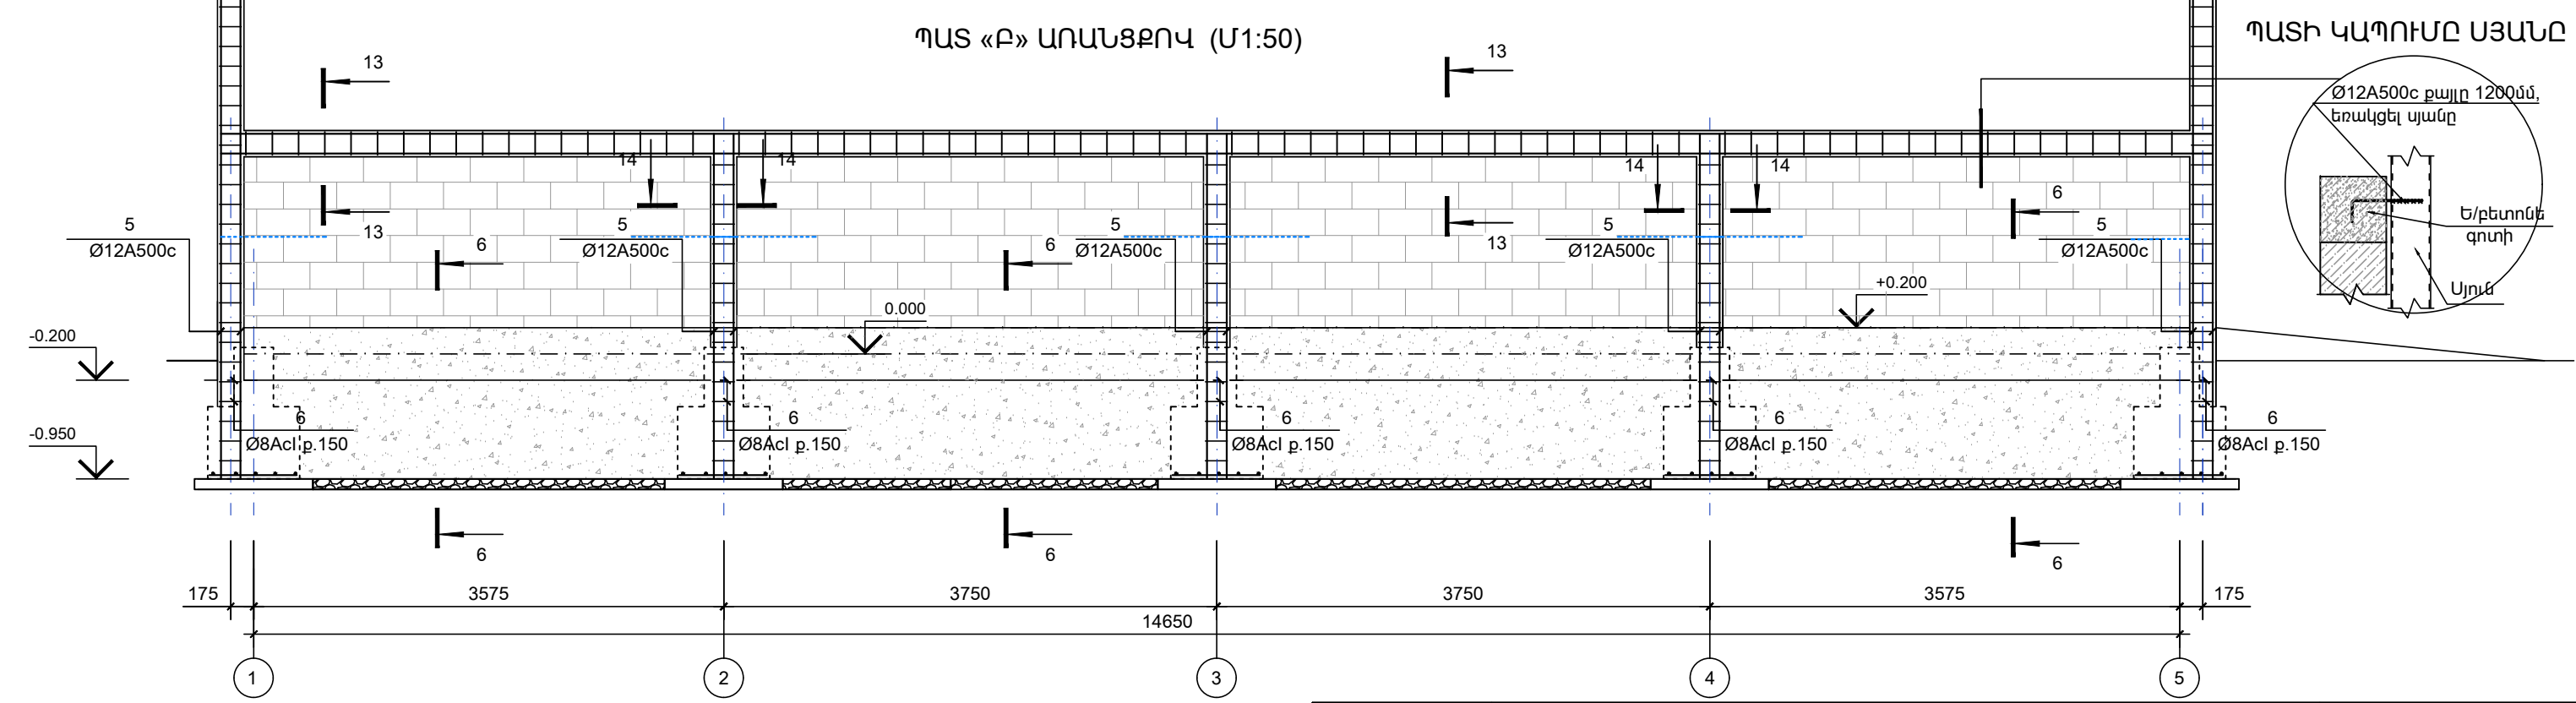 ՊԱՏ «Բ» ԱՌԱՆՑՔՈՎ (Մ1:50)
ՊԱՏԻ ԿԱՊՈՒՄԸ ՍՅԱՆԸ
13
13
Ø12A500c քայլը 1200մմ,
եռակցել սյանը
14
14
14
14
6
5
5
5
5
5
Ե/բետոնե
գոտի
13
13
Ø12A500c
6
Ø12A500c
6
Ø12A500c
Ø12A500c
Ø12A500c
Սյուն
0.000
+0.200
-0.200
6
6
6
6
6
-0.950
Ø8AcI ք.150
Ø8AcI ք.150
Ø8AcI ք.150
Ø8AcI ք.150
Ø8AcI ք.150
6
6
6
175
3575
3750
3750
3575
175
14650
1
2
3
4
5